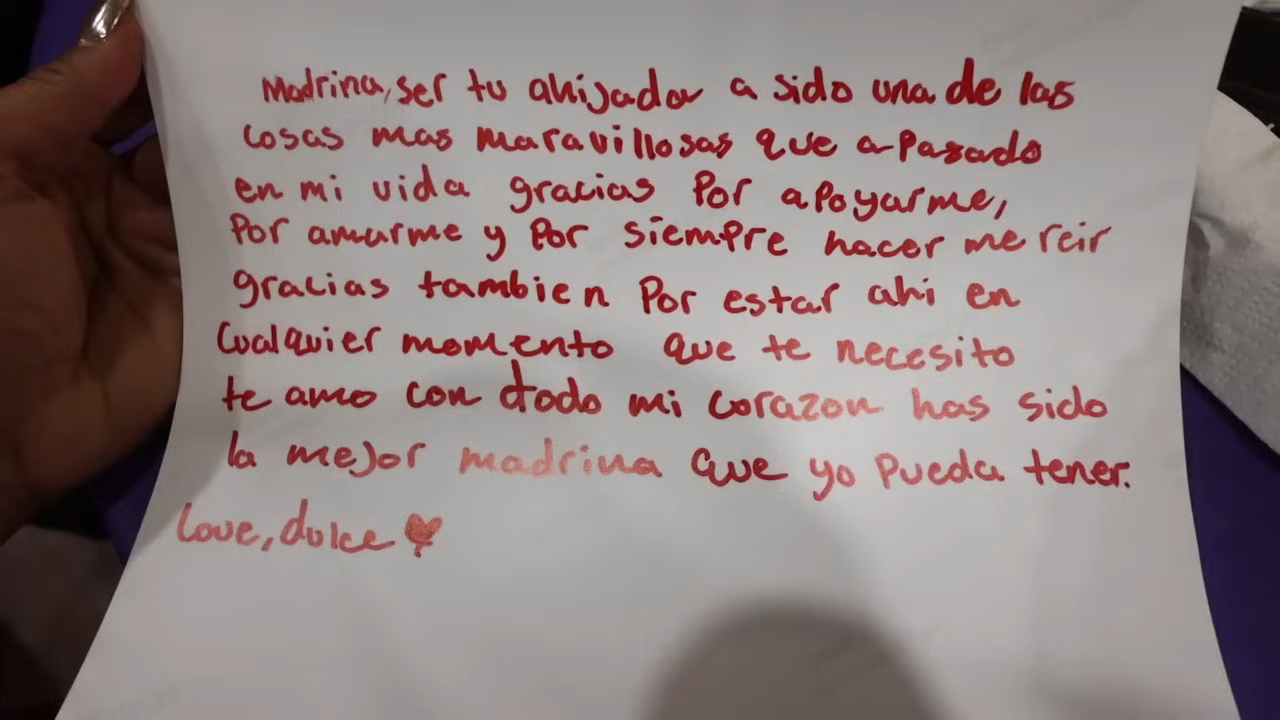 Madrina, ser tu ahijador a sido una de las
cosas mas maravillosas que a pasado
en mi vida gracias por apoyarme,
por amarme y por siempre hacer me reir
gracias tambien por estar ahi en
cualquier momento que te necesito
te amo con todo mi corazon has sido
la mejor madrina que yo pueda tener.
Love, dulce